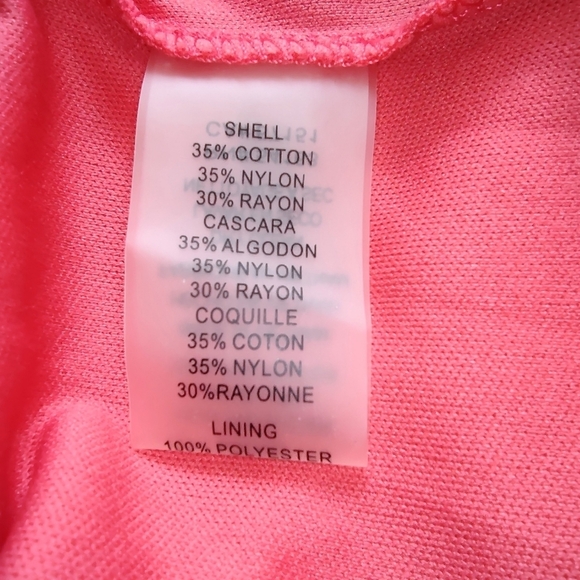 SHELL
35% COTTON
35% NYLON
30% RAYON
CASCARA
35% ALGODON
35% NYLON
30% RAYON
COQUILLE
35% COTON
35% NYLON
30%RAYONNE
LINING
100% POLYESTER